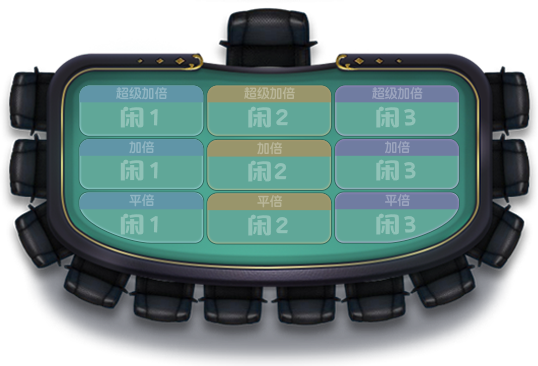 超级加倍 超级加倍 超级加倍
闲1 闲2 闲3
加倍 加倍 加倍
闲1 闲2 闲3
平倍 平倍 平倍
闲1 闲2 闲3